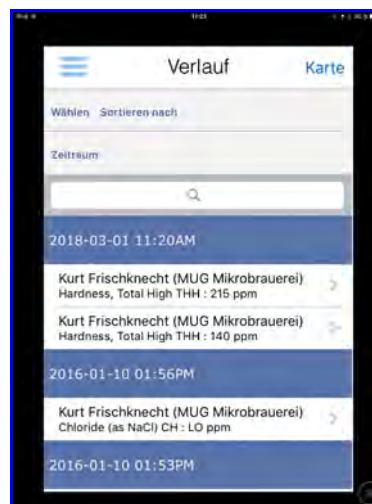 11:23
Verlauf
Karte
Wählen Sortieren nach
Zeitraum
2018-03-01 11:20AM
Kurt Frischknecht (MUG Mikrobrauerei)
Hardness, Total High THH : 215 ppm
Kurt Frischknecht (MUG Mikrobrauerei)
Hardness, Total High THH : 140 ppm
2016-01-10 01:56PM
Kurt Frischknecht (MUG Mikrobrauerei)
Chloride (as NaCl) CH : LO ppm
2016-01-10 01:53PM